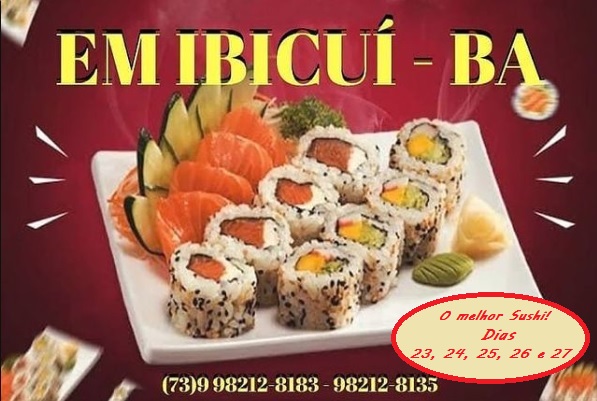 EM IBICUÍ - BA
O melhor Sushi!
Dias
23, 24, 25, 26 e 27
(73)9 98212-8183 - 98212-8135